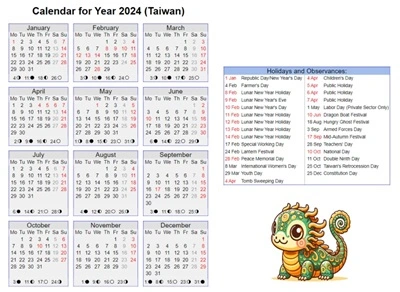 Calendar for Year 2024 (Taiwan)
January
Mo Tu We Th Fr Sa Su
1 2 3 4 5 6 7
8 9 10 11 12 13 14
15 16 17 18 19 20 21
22 23 24 25 26 27 28
29 30 31
February
Mo Tu We Th Fr Sa Su
1 2 3 4
5 6 7 8 9 10 11
12 13 14 15 16 17 18
19 20 21 22 23 24 25
26 27 28 29
March
Mo Tu We Th Fr Sa Su
1 2 3
4 5 6 7 8 9 10
11 12 13 14 15 16 17
18 19 20 21 22 23 24
25 26 27 28 29 30 31
April
Mo Tu We Th Fr Sa Su
1 2 3 4 5 6 7
8 9 10 11 12 13 14
15 16 17 18 19 20 21
22 23 24 25 26 27 28
29 30
May
Mo Tu We Th Fr Sa Su
1 2 3 4 5
6 7 8 9 10 11 12
13 14 15 16 17 18 19
20 21 22 23 24 25 26
27 28 29 30 31
June
Mo Tu We Th Fr Sa Su
1 2
3 4 5 6 7 8 9
10 11 12 13 14 15 16
17 18 19 20 21 22 23
24 25 26 27 28 29 30
July
Mo Tu We Th Fr Sa Su
1 2 3 4 5 6 7
8 9 10 11 12 13 14
15 16 17 18 19 20 21
22 23 24 25 26 27 28
29 30 31
August
Mo Tu We Th Fr Sa Su
1 2 3 4
5 6 7 8 9 10 11
12 13 14 15 16 17 18
19 20 21 22 23 24 25
26 27 28 29 30 31
September
Mo Tu We Th Fr Sa Su
1
2 3 4 5 6 7 8
9 10 11 12 13 14 15
16 17 18 19 20 21 22
23 24 25 26 27 28 29
30
October
Mo Tu We Th Fr Sa Su
1 2 3 4 5 6
7 8 9 10 11 12 13
14 15 16 17 18 19 20
21 22 23 24 25 26 27
28 29 30 31
November
Mo Tu We Th Fr Sa Su
1 2 3
4 5 6 7 8 9 10
11 12 13 14 15 16 17
18 19 20 21 22 23 24
25 26 27 28 29 30
December
Mo Tu We Th Fr Sa Su
1
2 3 4 5 6 7 8
9 10 11 12 13 14 15
16 17 18 19 20 21 22
23 24 25 26 27 28 29
30 31
Holidays and Observances:
1 Jan Republic Day/New Year's Day
4 Feb Farmer's Day
8 Feb Lunar New Year Holiday
9 Feb Lunar New Year Holiday
10 Feb Lunar New Year's Day
11 Feb Lunar New Year Holiday
12 Feb Lunar New Year Holiday
13 Feb Lunar New Year Holiday
17 Feb Special Working Day
24 Feb Lantern Festival
28 Feb Peace Memorial Day
8 Mar International Women's Day
29 Mar Youth Day
4 Apr Tomb Sweeping Day
4 Apr Children's Day
5 Apr Public Holiday
Public Holiday
7 Apr Public Holiday
1 May Labor Day (Private Sector Only)
10 Jun Dragon Boat Festival
18 Aug Hungry Ghost Festival
3 Sep Armed Forces Day
17 Sep Mid-Autumn Festival
28 Sep Teachers' Day
10 Oct National Day
11 Oct Double Ninth Day
25 Oct Taiwan's Retrocession Day
25 Dec Constitution Day